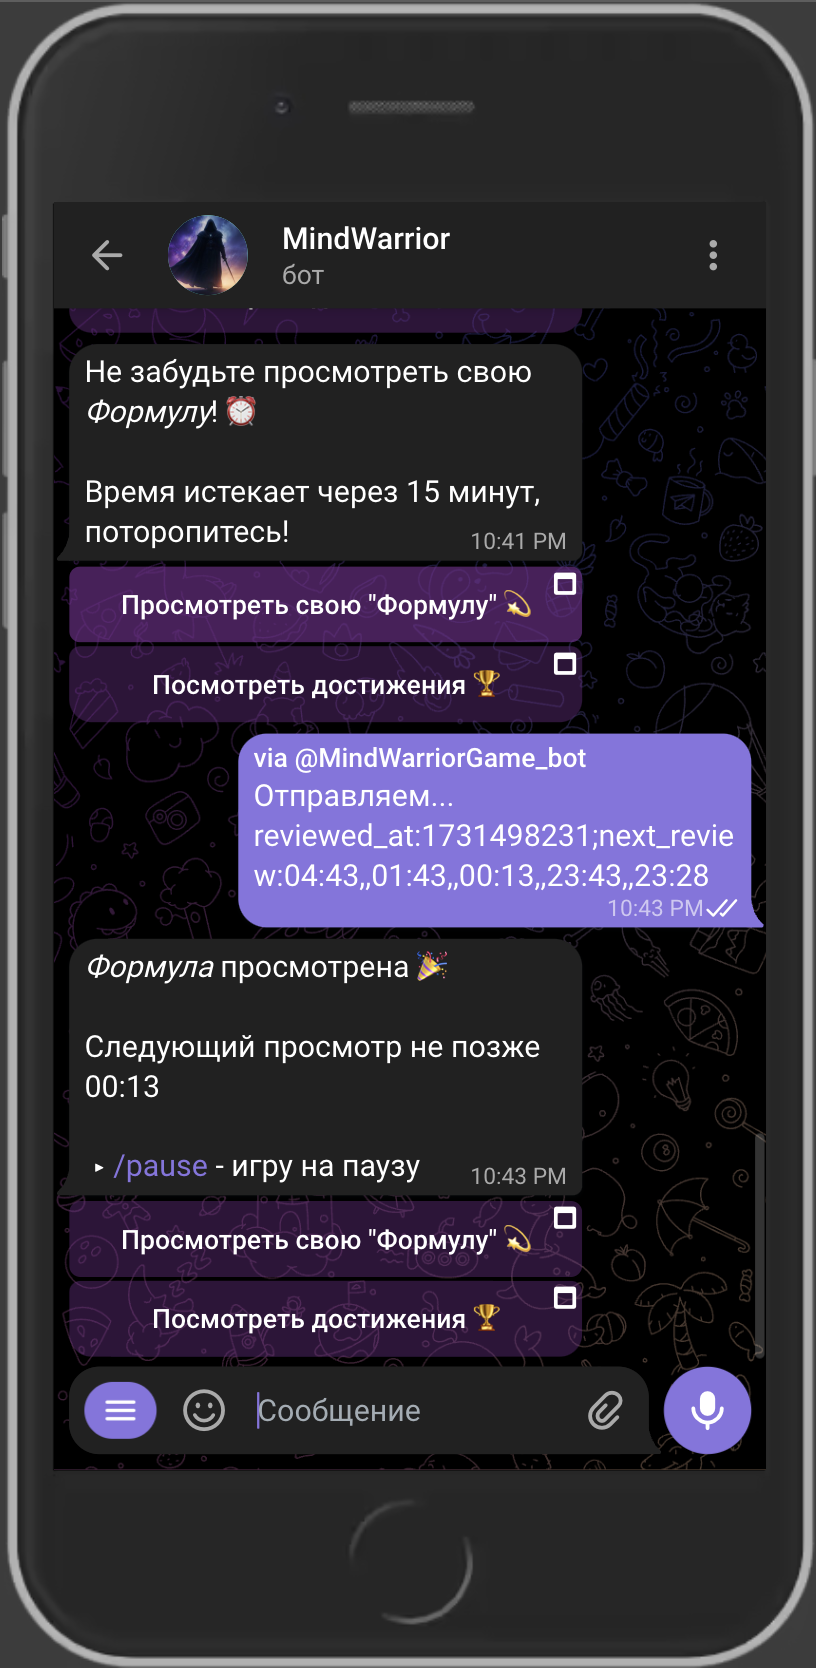 MindWarrior
бот
Не забудьте просмотреть свою
Формулу! ⏰
Время истекает через 15 минут,
поторопитесь!
10:41 PM
Просмотреть свою "Формулу" 💫
Посмотреть достижения 🏆
via @MindWarriorGame_bot
Отправляем...
reviewed_at:1731498231;next_revie
w:04:43,,01:43,,00:13,,23:43,,23:28
10:43 PM
Формула просмотрена 🎉
Следующий просмотр не позже
00:13
‣ /pause - игру на паузу
10:43 PM
Просмотреть свою "Формулу" 💫
Посмотреть достижения 🏆
Сообщение